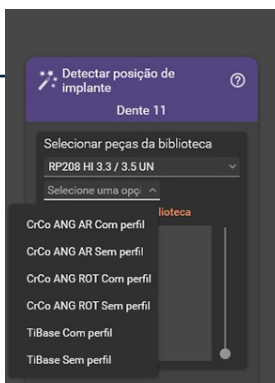 Detectar posição de
implante
Dente 11
Selecionar peças da biblioteca
RP208 HI 3.3 / 3.5 UN
Selecione uma opçã
lioteca
CrCo ANG AR Com perfil
CrCo ANG AR Sem perfil
CrCo ANG ROT Com perfil
CrCo ANG ROT Sem perfil
TiBase Com perfil
TiBase Sem perfil